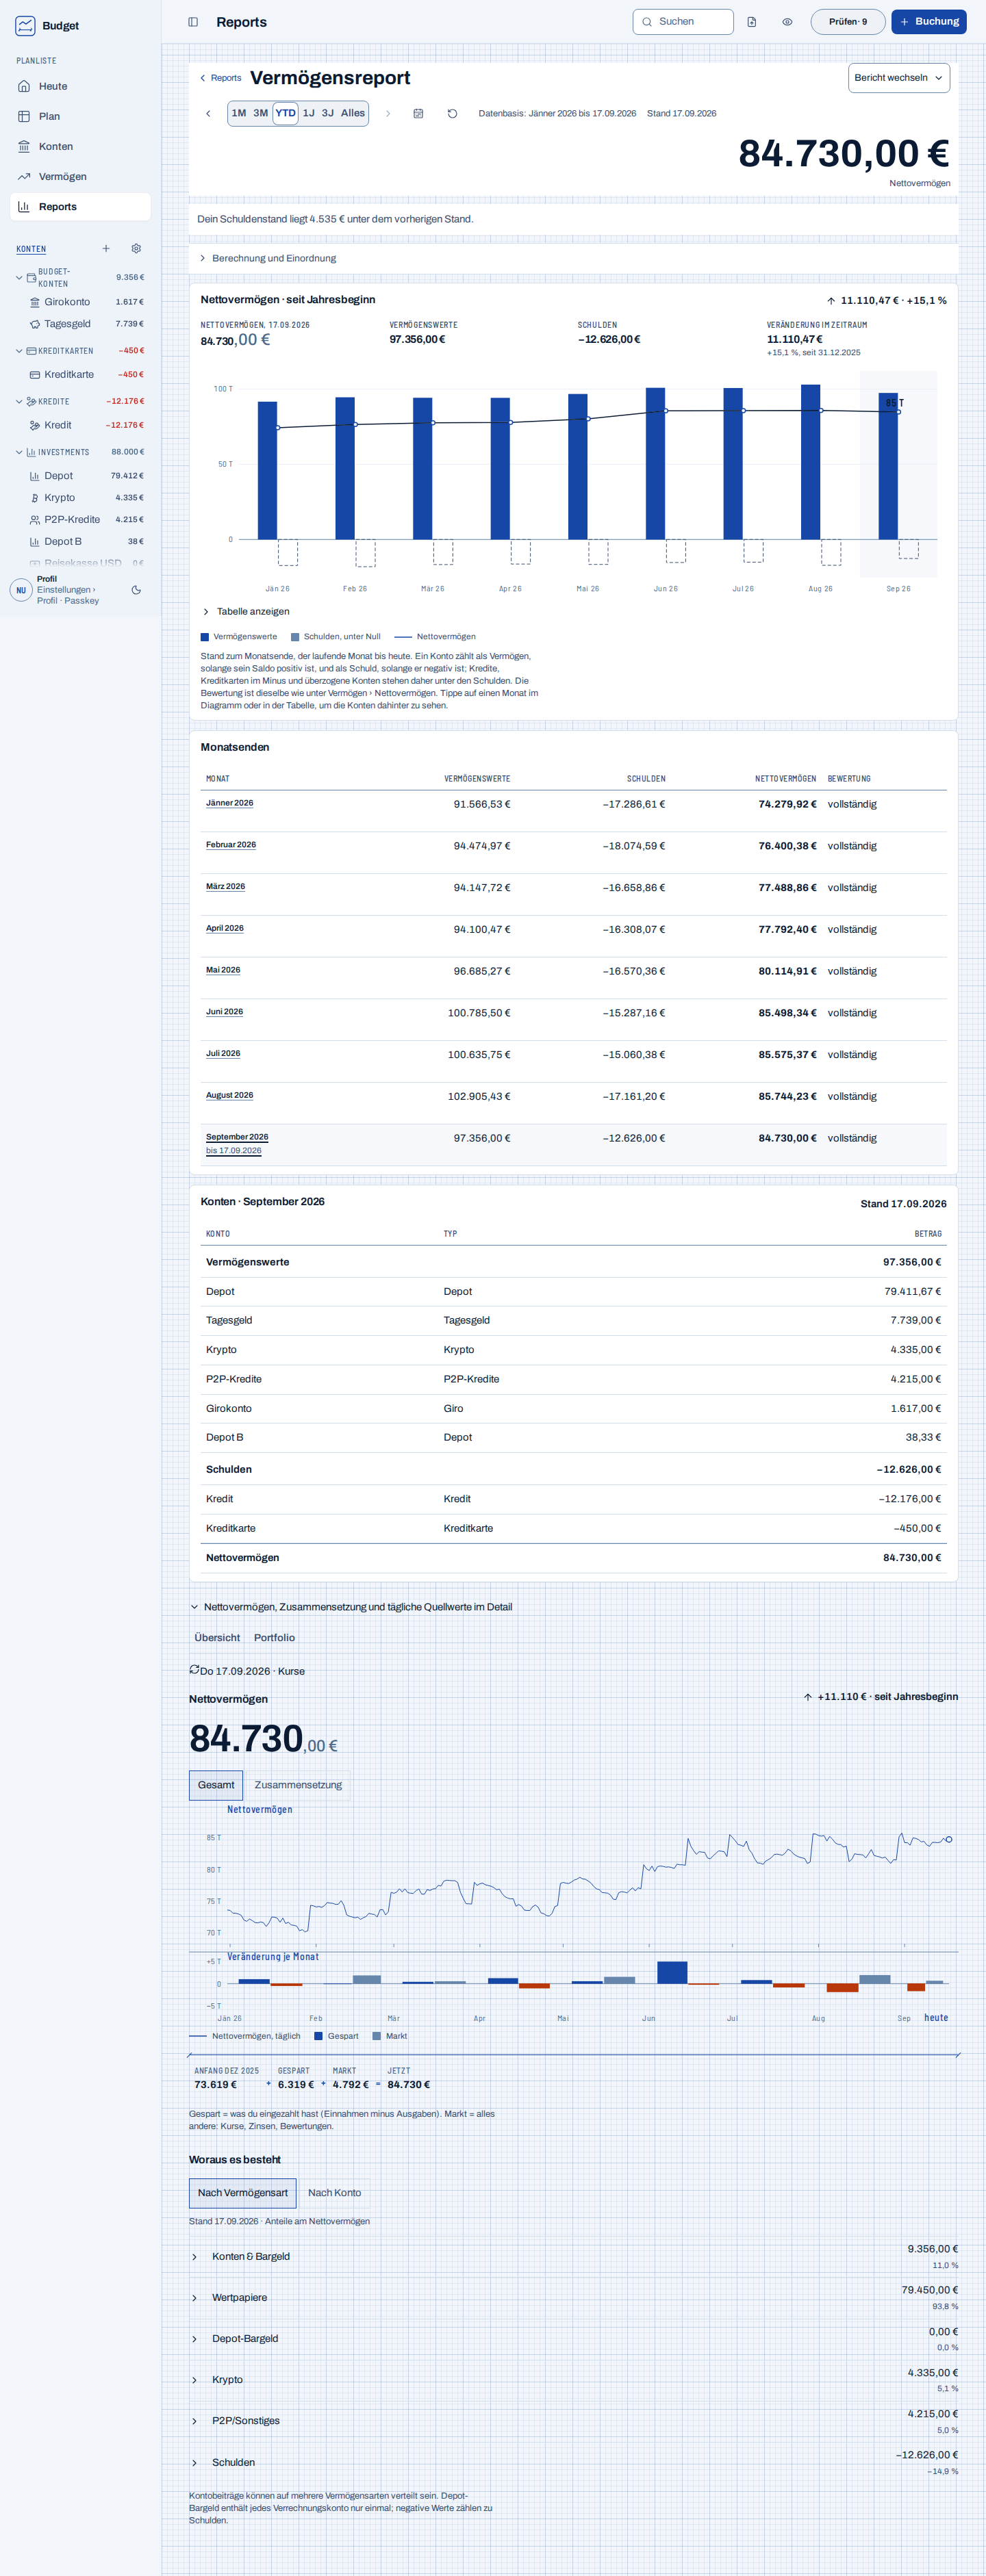 Budget
PLANLISTE
Heute
Plan
Konten
Vermögen
Reports
KONTEN
BUDGET-
KONTEN
9.356 €
Girokonto 1.617 €
Tagesgeld 7.739 €
KREDITKARTEN −450 €
Kreditkarte −450 €
KREDITE −12.176 €
Kredit −12.176 €
INVESTMENTS 88.000 €
Depot 79.412 €
Krypto 4.335 €
P2P-Kredite 4.215 €
Depot B 38 €
Reisekasse USD 0 €
NU
Profil
Einstellungen ›
Profil · Passkey
Reports
Suchen
Prüfen · 9
Buchung
Reports Vermögensreport
Bericht wechseln
1M 3M YTD 1J 3J Alles
Datenbasis: Jänner 2026 bis 17.09.2026 Stand 17.09.2026
84.730,00 €
Nettovermögen
Dein Schuldenstand liegt 4.535 € unter dem vorherigen Stand.
Berechnung und Einordnung
Nettovermögen · seit Jahresbeginn
11.110,47 € · +15,1 %
NETTOVERMÖGEN, 17.09.2026 VERMÖGENSWERTE SCHULDEN VERÄNDERUNG IM ZEITRAUM
84.730,00 € 97.356,00 € −12.626,00 € 11.110,47 €
+15,1 %, seit 31.12.2025
100 T
85 T
50 T
0
Jän 26 Feb 26 Mär 26 Apr 26 Mai 26 Jun 26 Jul 26 Aug 26 Sep 26
Tabelle anzeigen
Vermögenswerte Schulden, unter Null Nettovermögen
Stand zum Monatsende, der laufende Monat bis heute. Ein Konto zählt als Vermögen,
solange sein Saldo positiv ist, und als Schuld, solange er negativ ist; Kredite,
Kreditkarten im Minus und überzogene Konten stehen daher unter den Schulden. Die
Bewertung ist dieselbe wie unter Vermögen › Nettovermögen. Tippe auf einen Monat im
Diagramm oder in der Tabelle, um die Konten dahinter zu sehen.
Monatsenden
MONAT VERMÖGENSWERTE SCHULDEN NETTOVERMÖGEN BEWERTUNG
Jänner 2026 91.566,53 € −17.286,61 € 74.279,92 € vollständig
Februar 2026 94.474,97 € −18.074,59 € 76.400,38 € vollständig
März 2026 94.147,72 € −16.658,86 € 77.488,86 € vollständig
April 2026 94.100,47 € −16.308,07 € 77.792,40 € vollständig
Mai 2026 96.685,27 € −16.570,36 € 80.114,91 € vollständig
Juni 2026 100.785,50 € −15.287,16 € 85.498,34 € vollständig
Juli 2026 100.635,75 € −15.060,38 € 85.575,37 € vollständig
August 2026 102.905,43 € −17.161,20 € 85.744,23 € vollständig
September 2026 97.356,00 € −12.626,00 € 84.730,00 € vollständig
bis 17.09.2026
Konten · September 2026
Stand 17.09.2026
KONTO TYP BETRAG
Vermögenswerte 97.356,00 €
Depot Depot 79.411,67 €
Tagesgeld Tagesgeld 7.739,00 €
Krypto Krypto 4.335,00 €
P2P-Kredite P2P-Kredite 4.215,00 €
Girokonto Giro 1.617,00 €
Depot B Depot 38,33 €
Schulden −12.626,00 €
Kredit Kredit −12.176,00 €
Kreditkarte Kreditkarte −450,00 €
Nettovermögen 84.730,00 €
Nettovermögen, Zusammensetzung und tägliche Quellwerte im Detail
Übersicht Portfolio
Do 17.09.2026 · Kurse
Nettovermögen
+11.110 € · seit Jahresbeginn
84.730,00 €
Gesamt Zusammensetzung
Nettovermögen
85 T
80 T
75 T
70 T
Veränderung je Monat
+5 T
0
−5 T
Jän 26 Feb Mär Apr Mai Jun Jul Aug Sep heute
Nettovermögen, täglich Gespart Markt
ANFANG DEZ 2025 GESPART MARKT JETZT
73.619 € + 6.319 € + 4.792 € = 84.730 €
Gespart = was du eingezahlt hast (Einnahmen minus Ausgaben). Markt = alles
andere: Kurse, Zinsen, Bewertungen.
Woraus es besteht
Nach Vermögensart Nach Konto
Stand 17.09.2026 · Anteile am Nettovermögen
Konten & Bargeld 9.356,00 €
11,0 %
Wertpapiere 79.450,00 €
93,8 %
Depot-Bargeld 0,00 €
0,0 %
Krypto 4.335,00 €
5,1 %
P2P/Sonstiges 4.215,00 €
5,0 %
Schulden −12.626,00 €
−14,9 %
Kontobeiträge können auf mehrere Vermögensarten verteilt sein. Depot-
Bargeld enthält jedes Verrechnungskonto nur einmal; negative Werte zählen zu
Schulden.